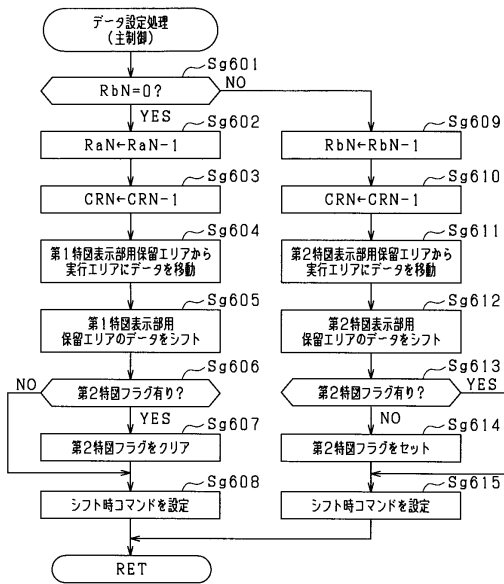 データ設定処理
(主制御)
Sg601
RbN=0?
NO
YES
Sg602
RaN←RaN-1
Sg603
CRN←CRN-1
Sg604
第1特図表示部用保留エリアから
実行エリアにデータを移動
Sg605
第1特図表示部用
保留エリアのデータをシフト
Sg606
NO
第2特図フラグ有り?
YES
Sg607
第2特図フラグをクリア
Sg608
シフト時コマンドを設定
RET
Sg609
RbN←RbN-1
Sg610
CRN←CRN-1
Sg611
第2特図表示部用保留エリアから
実行エリアにデータを移動
Sg612
第2特図表示部用
保留エリアのデータをシフト
Sg613
第2特図フラグ有り?
YES
NO
Sg614
第2特図フラグをセット
Sg615
シフト時コマンドを設定